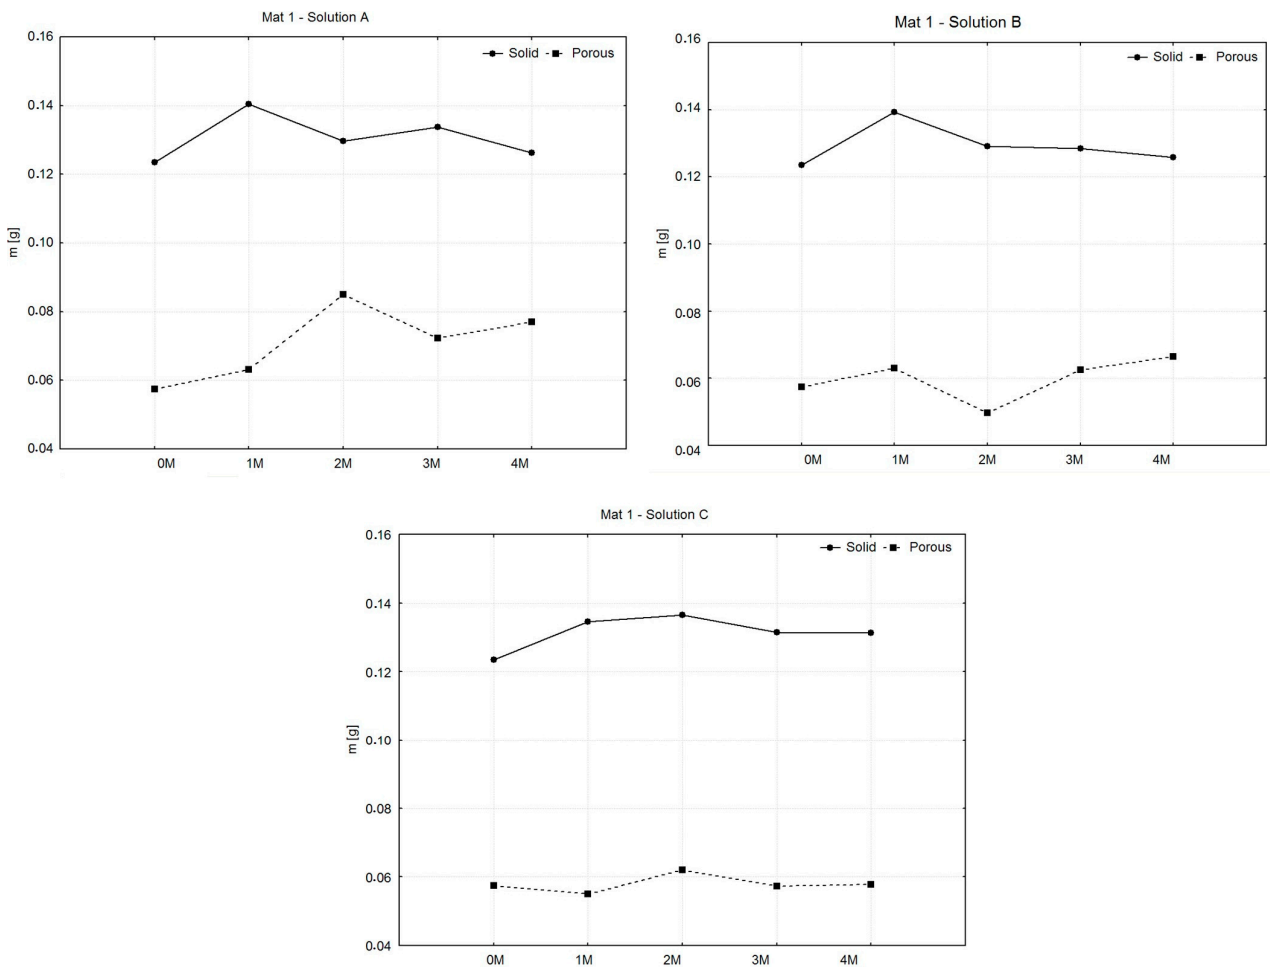 Mat 1 - Solution A
Solid Porous
0.16
0.14
0.12
0.10
0.08
0.06
0.04
m [g]
0M 1M 2M 3M 4M
Mat 1 - Solution B
Solid Porous
0.16
0.14
0.12
0.10
0.08
0.06
0.04
m [g]
0M 1M 2M 3M 4M
Mat 1 - Solution C
Solid Porous
0.16
0.14
0.12
0.10
0.08
0.06
0.04
m [g]
0M 1M 2M 3M 4M